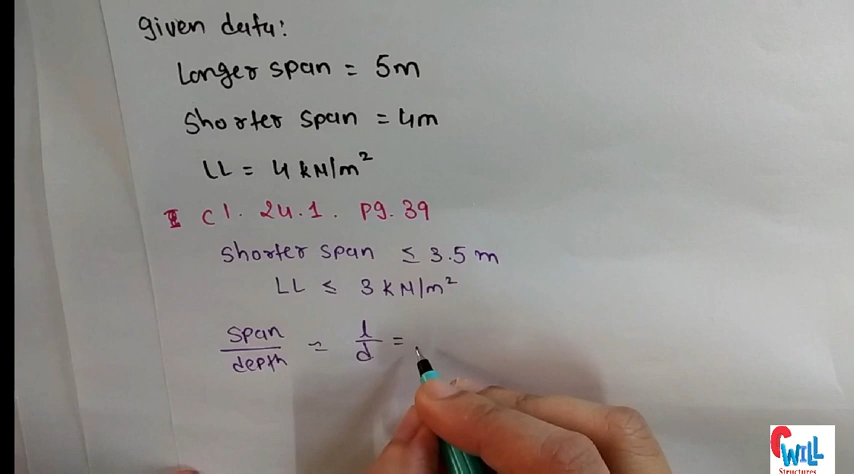 given data:
Longer span = 5m
Shorter span = 4m
LL = 4 kN/m²
I cl. 24.1. pg. 39
Shorter span ≤ 3.5 m
LL ≤ 3 kN/m²
span/depth = l/d =
CWILL
Structures